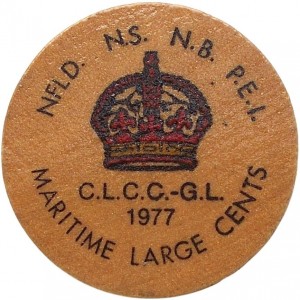 NFLD. N.S. N.B. P.E.I.
C.L.C.C.-G.L.
1977
MARITIME LARGE CENTS